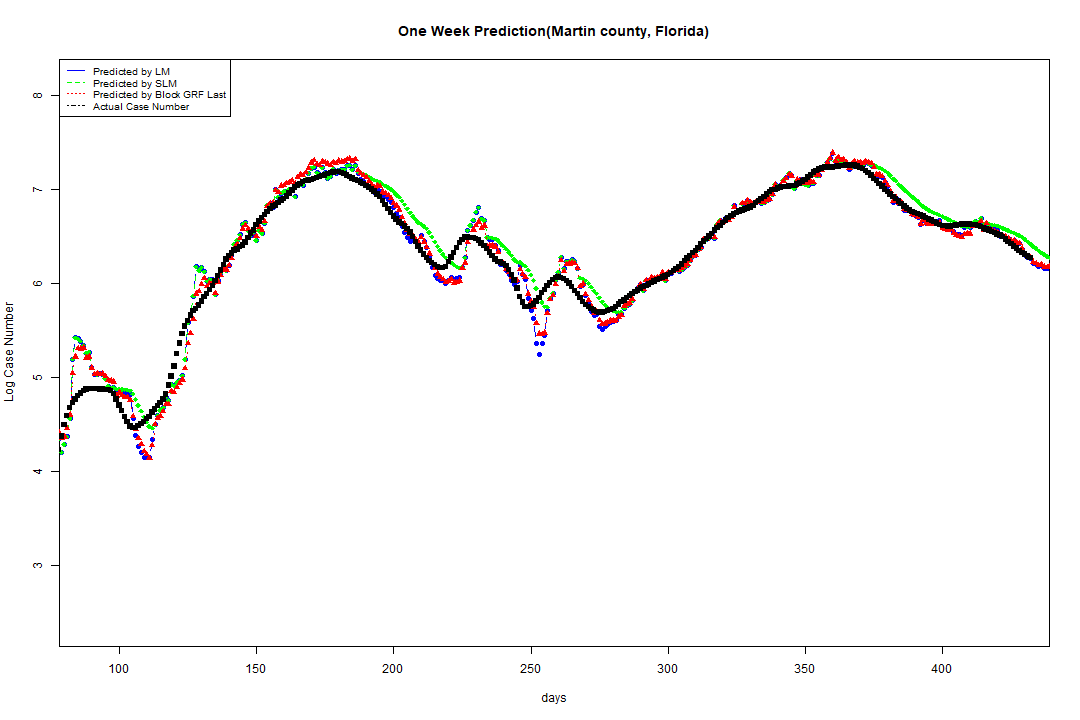 One Week Prediction(Martin county, Florida)
Predicted by LM
Predicted by SLM
Predicted by Block GRF Last
Actual Case Number
8
7
6
5
4
3
Log Case Number
100 150 200 250 300 350 400
days